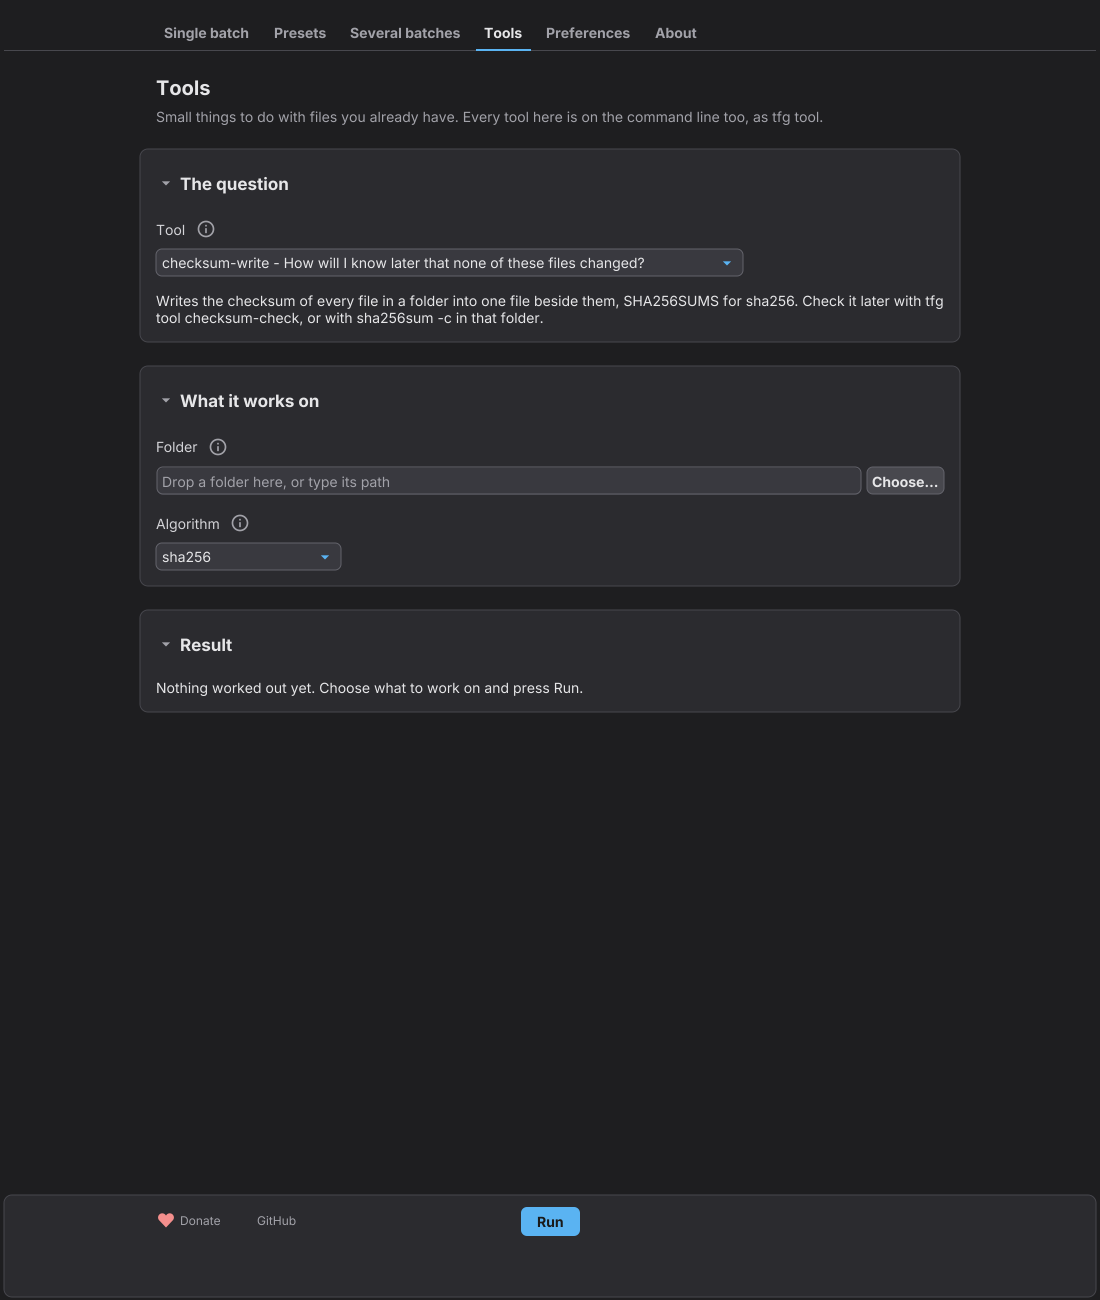 Single batch
Presets
Several batches
Tools
Preferences
About
Tools
Small things to do with files you already have. Every tool here is on the command line too, as tfg tool.
The question
Tool
checksum-write - How will I know later that none of these files changed?
Writes the checksum of every file in a folder into one file beside them, SHA256SUMS for sha256. Check it later with tfg
tool checksum-check, or with sha256sum -c in that folder.
What it works on
Folder
Drop a folder here, or type its path
Choose...
Algorithm
sha256
Result
Nothing worked out yet. Choose what to work on and press Run.
Donate
GitHub
Run